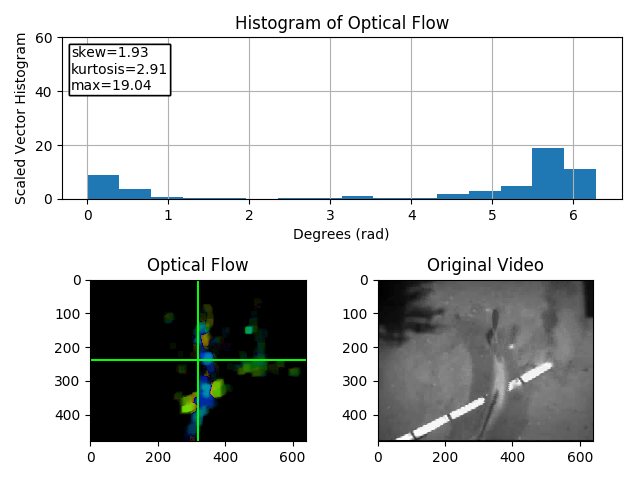 Histogram of Optical Flow
skew=1.93
kurtosis=2.91
max=19.04
Scaled Vector Histogram
60
40
20
0
0 1 2 3 4 5 6
Degrees (rad)
Optical Flow
0
100
200
300
400
0 200 400 600
Original Video
0
100
200
300
400
0 200 400 600